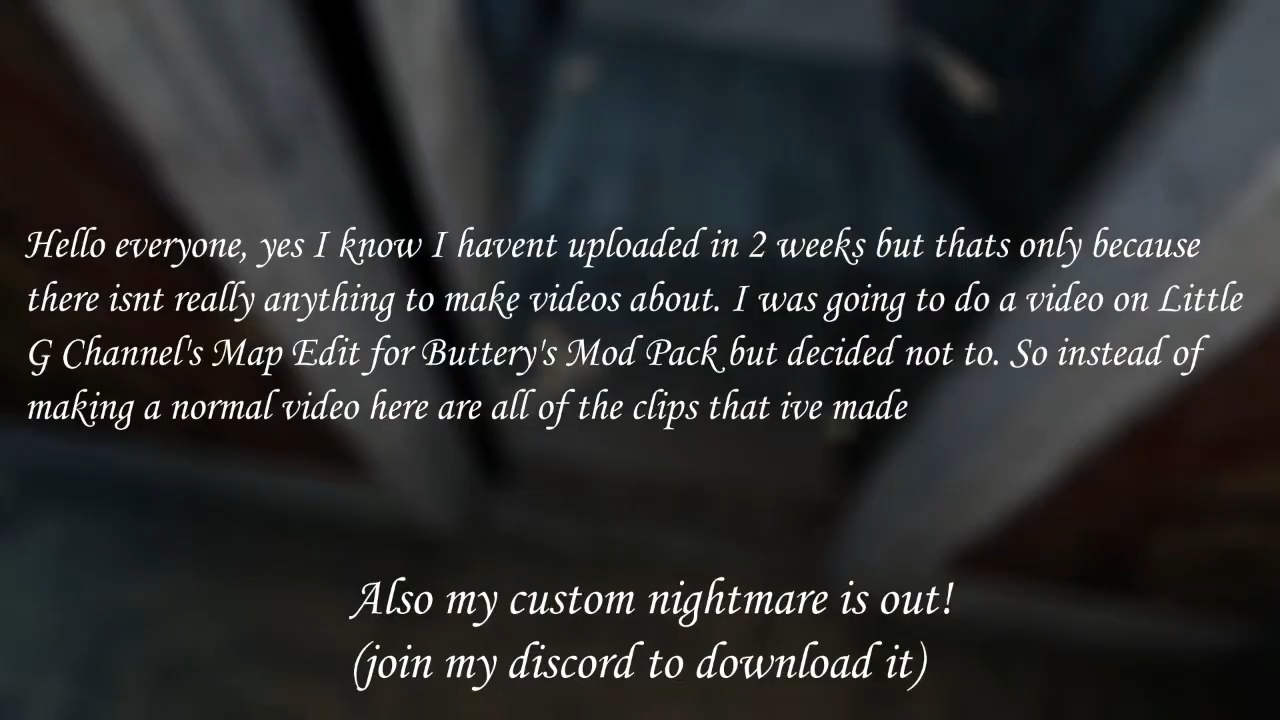 Hello everyone, yes I know I havent uploaded in 2 weeks but thats only because
there isnt really anything to make videos about. I was going to do a video on Little
G Channel's Map Edit for Buttery's Mod Pack but decided not to. So instead of
making a normal video here are all of the clips that ive made
Also my custom nightmare is out!
(join my discord to download it)